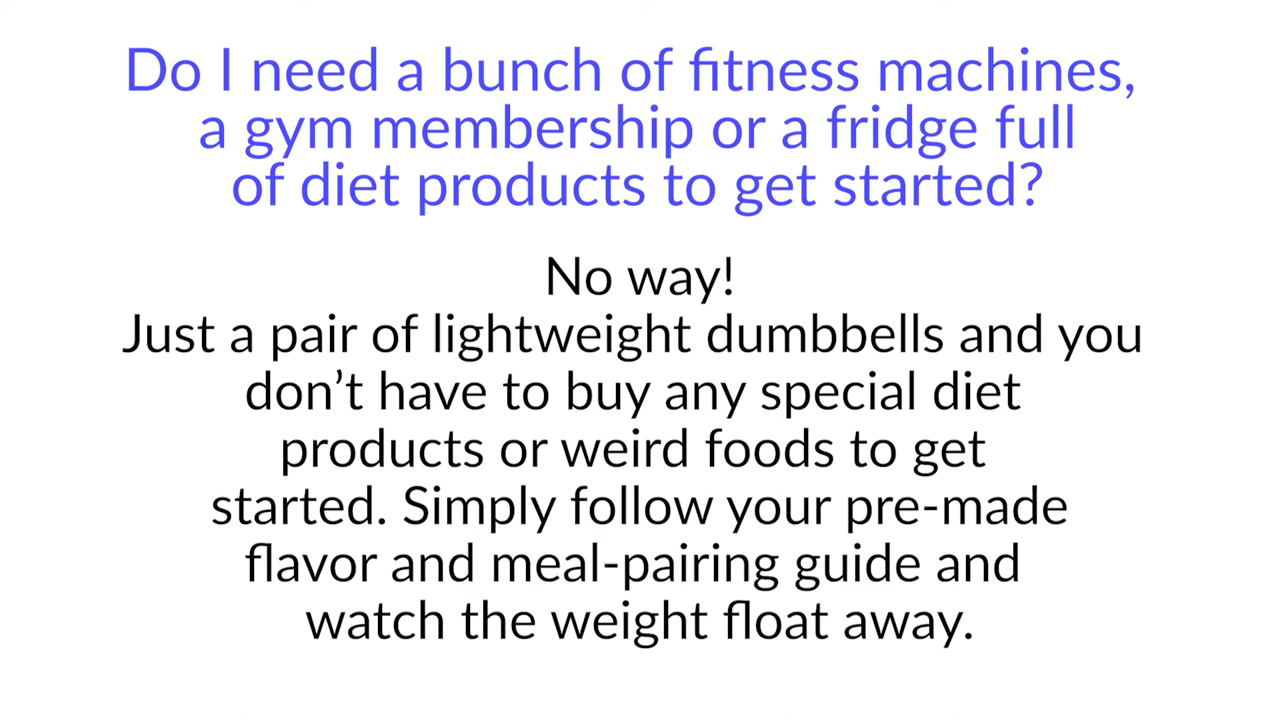 Do I need a bunch of fitness machines,
a gym membership or a fridge full
of diet products to get started?
No way!
Just a pair of lightweight dumbbells and you
don’t have to buy any special diet
products or weird foods to get
started. Simply follow your pre-made
flavor and meal-pairing guide and
watch the weight float away.